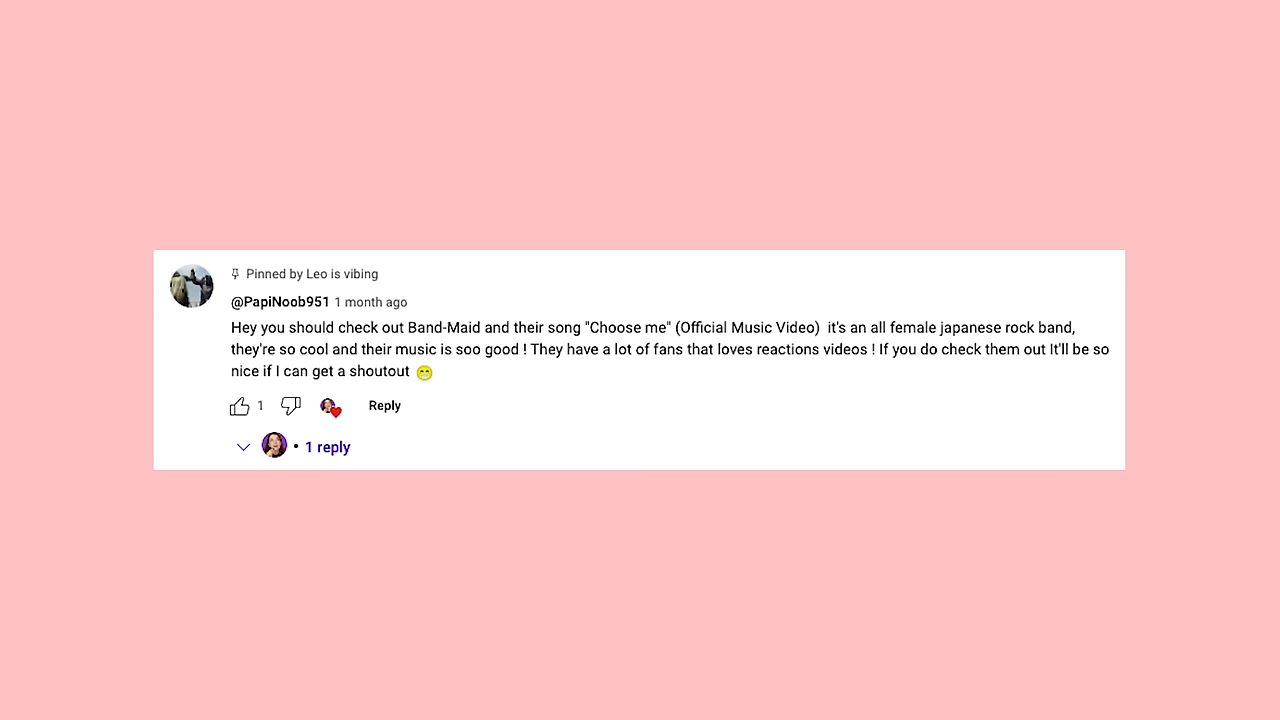 Pinned by Leo is vibing
@PapiNoob951 1 month ago
Hey you should check out Band-Maid and their song "Choose me" (Official Music Video)  it's an all female japanese rock band,
they're so cool and their music is soo good ! They have a lot of fans that loves reactions videos ! If you do check them out It'll be so
nice if I can get a shoutout 😁
1 Reply
• 1 reply